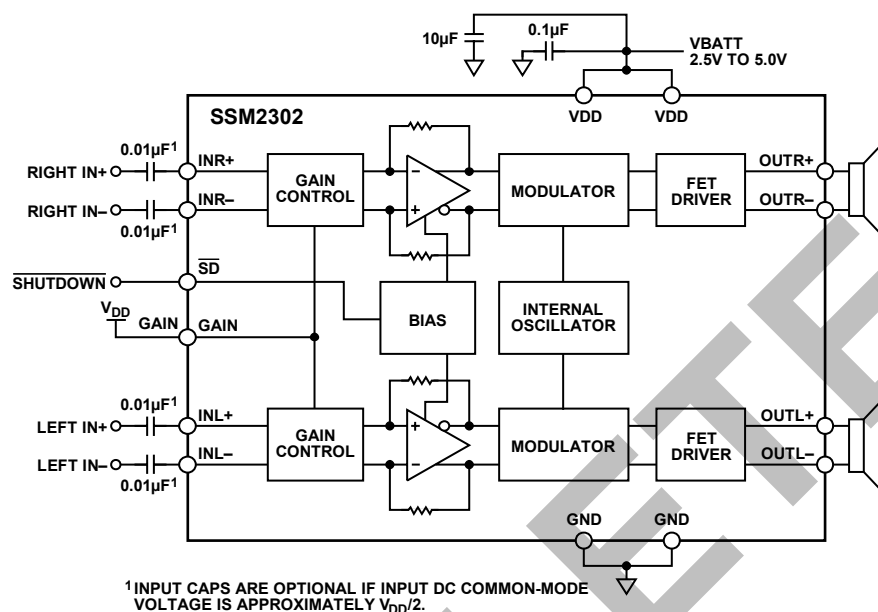 10µF
0.1µF
VBATT
2.5V TO 5.0V
SSM2302
VDD
VDD
0.01µF¹
RIGHT IN+
INR+
GAIN
CONTROL
−
+
MODULATOR
FET
DRIVER
OUTR+
OUTR−
RIGHT IN−
INR−
0.01µF¹
SHUTDOWN
SD
BIAS
INTERNAL
OSCILLATOR
VDD
GAIN
GAIN
0.01µF¹
LEFT IN+
INL+
GAIN
CONTROL
+
−
MODULATOR
FET
DRIVER
OUTL+
OUTL−
LEFT IN−
INL−
0.01µF¹
GND
GND
¹INPUT CAPS ARE OPTIONAL IF INPUT DC COMMON-MODE
VOLTAGE IS APPROXIMATELY VDD/2.